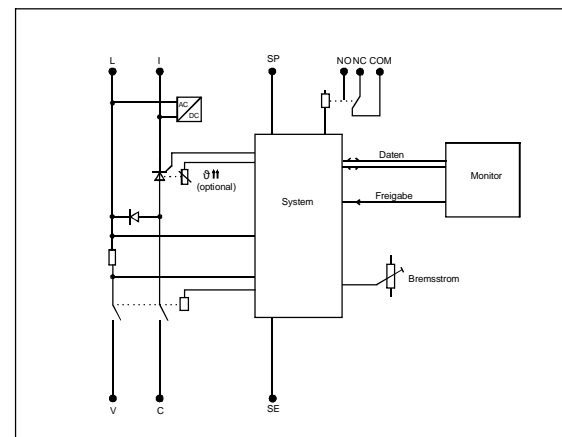 L I SP NO NC COM
AC
DC
Daten
ϑ
(optional)
System
Monitor
Freigabe
Bremsstrom
V C SE